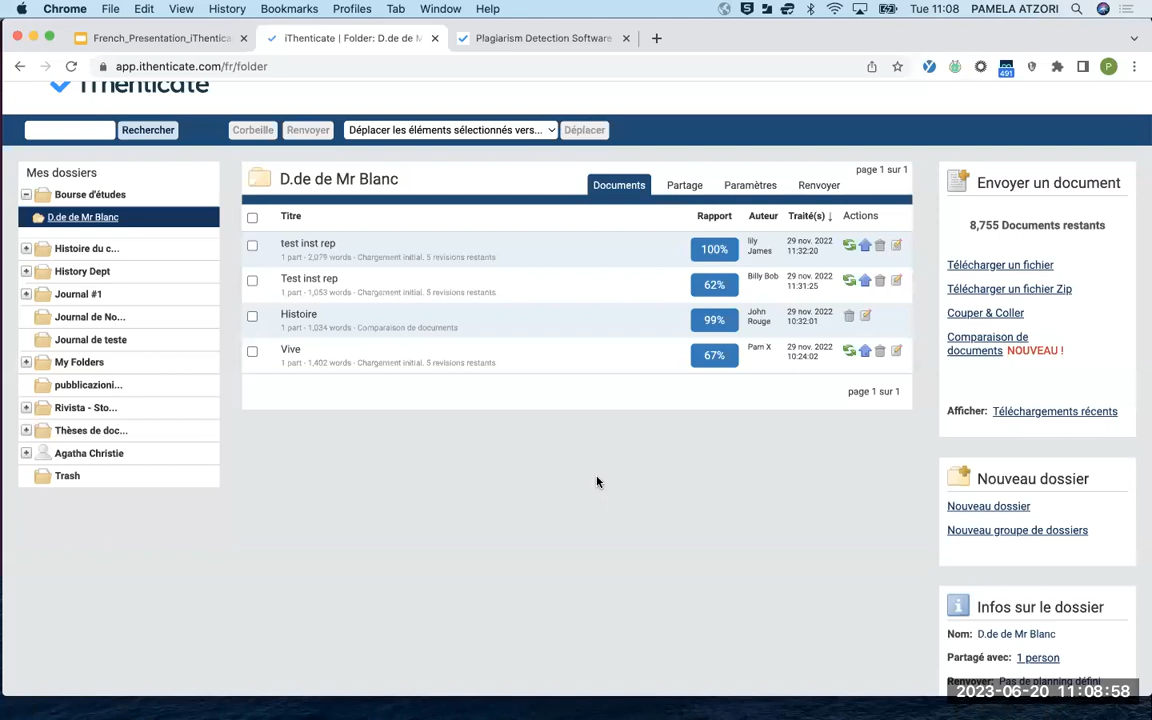 Chrome File Edit View History Bookmarks Profiles Tab Window Help Tue 11:08 PAMELA ATZORI
French_Presentation_iThentica
iThenticate | Folder: D.de de M
Plagiarism Detection Software
app.ithenticate.com/fr/folder
491
P
iThenticate
Rechercher Corbeille Renvoyer Déplacer les éléments sélectionnés vers... Déplacer
Mes dossiers
Bourse d'études
D.de de Mr Blanc
Histoire du c...
History Dept
Journal #1
Journal de No...
Journal de teste
My Folders
pubblicazioni...
Rivista - Sto...
Thèses de doc...
Agatha Christie
Trash
page 1 sur 1
D.de de Mr Blanc
Documents Partage Paramètres Renvoyer
Titre Rapport Auteur Traité(s) ↓ Actions
test inst rep
1 part - 2,079 words - Chargement initial. 5 revisions restants
100%
lily
James
29 nov. 2022
11:32:20
Test inst rep
1 part - 1,053 words - Chargement initial. 5 revisions restants
62%
Billy Bob
29 nov. 2022
11:31:25
Histoire
1 part - 1,034 words - Comparaison de documents
99%
John
Rouge
29 nov. 2022
10:32:01
Vive
1 part - 1,402 words - Chargement initial. 5 revisions restants
67%
Pam X
29 nov. 2022
10:24:02
page 1 sur 1
Envoyer un document
8,755 Documents restants
Télécharger un fichier
Télécharger un fichier Zip
Couper & Coller
Comparaison de
documents NOUVEAU !
Afficher: Téléchargements récents
Nouveau dossier
Nouveau dossier
Nouveau groupe de dossiers
Infos sur le dossier
Nom: D.de de Mr Blanc
Partagé avec: 1 person
Renvoyer: Pas de planning défini
2023-06-20 11:08:58